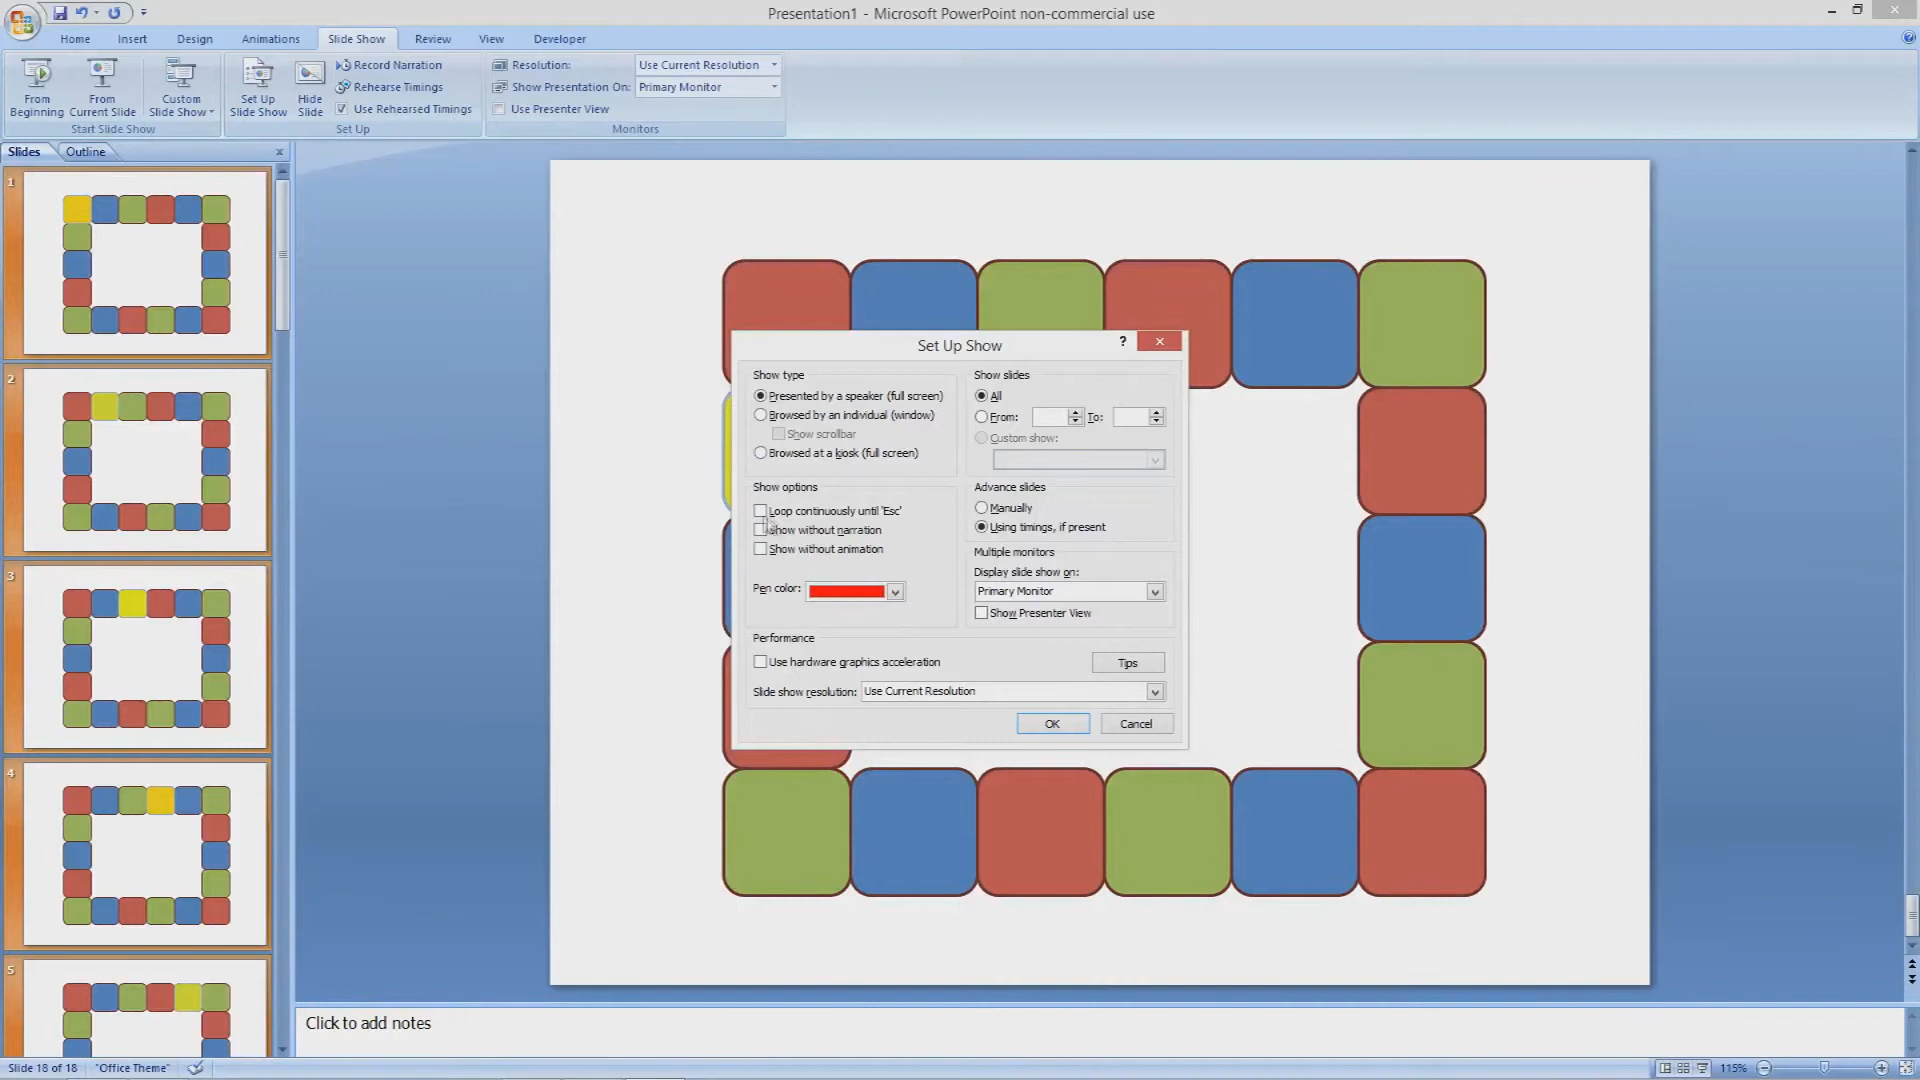 Presentation1 - Microsoft PowerPoint non-commercial use
Home Insert Design Animations Slide Show Review View Developer
From Beginning
From Current Slide
Custom Slide Show
Start Slide Show
Set Up Slide Show
Hide Slide
Record Narration
Rehearse Timings
Use Rehearsed Timings
Set Up
Resolution: Use Current Resolution
Show Presentation On: Primary Monitor
Use Presenter View
Monitors
Slides Outline
1
2
3
4
5
Set Up Show
?
Show type
Presented by a speaker (full screen)
Browsed by an individual (window)
Show scrollbar
Browsed at a kiosk (full screen)
Show slides
All
From: To:
Custom show:
Show options
Loop continuously until 'Esc'
Show without narration
Show without animation
Pen color:
Advance slides
Manually
Using timings, if present
Multiple monitors
Display slide show on:
Primary Monitor
Show Presenter View
Performance
Use hardware graphics acceleration
Tips
Slide show resolution: Use Current Resolution
OK Cancel
Click to add notes
Slide 18 of 18 "Office Theme" 115%